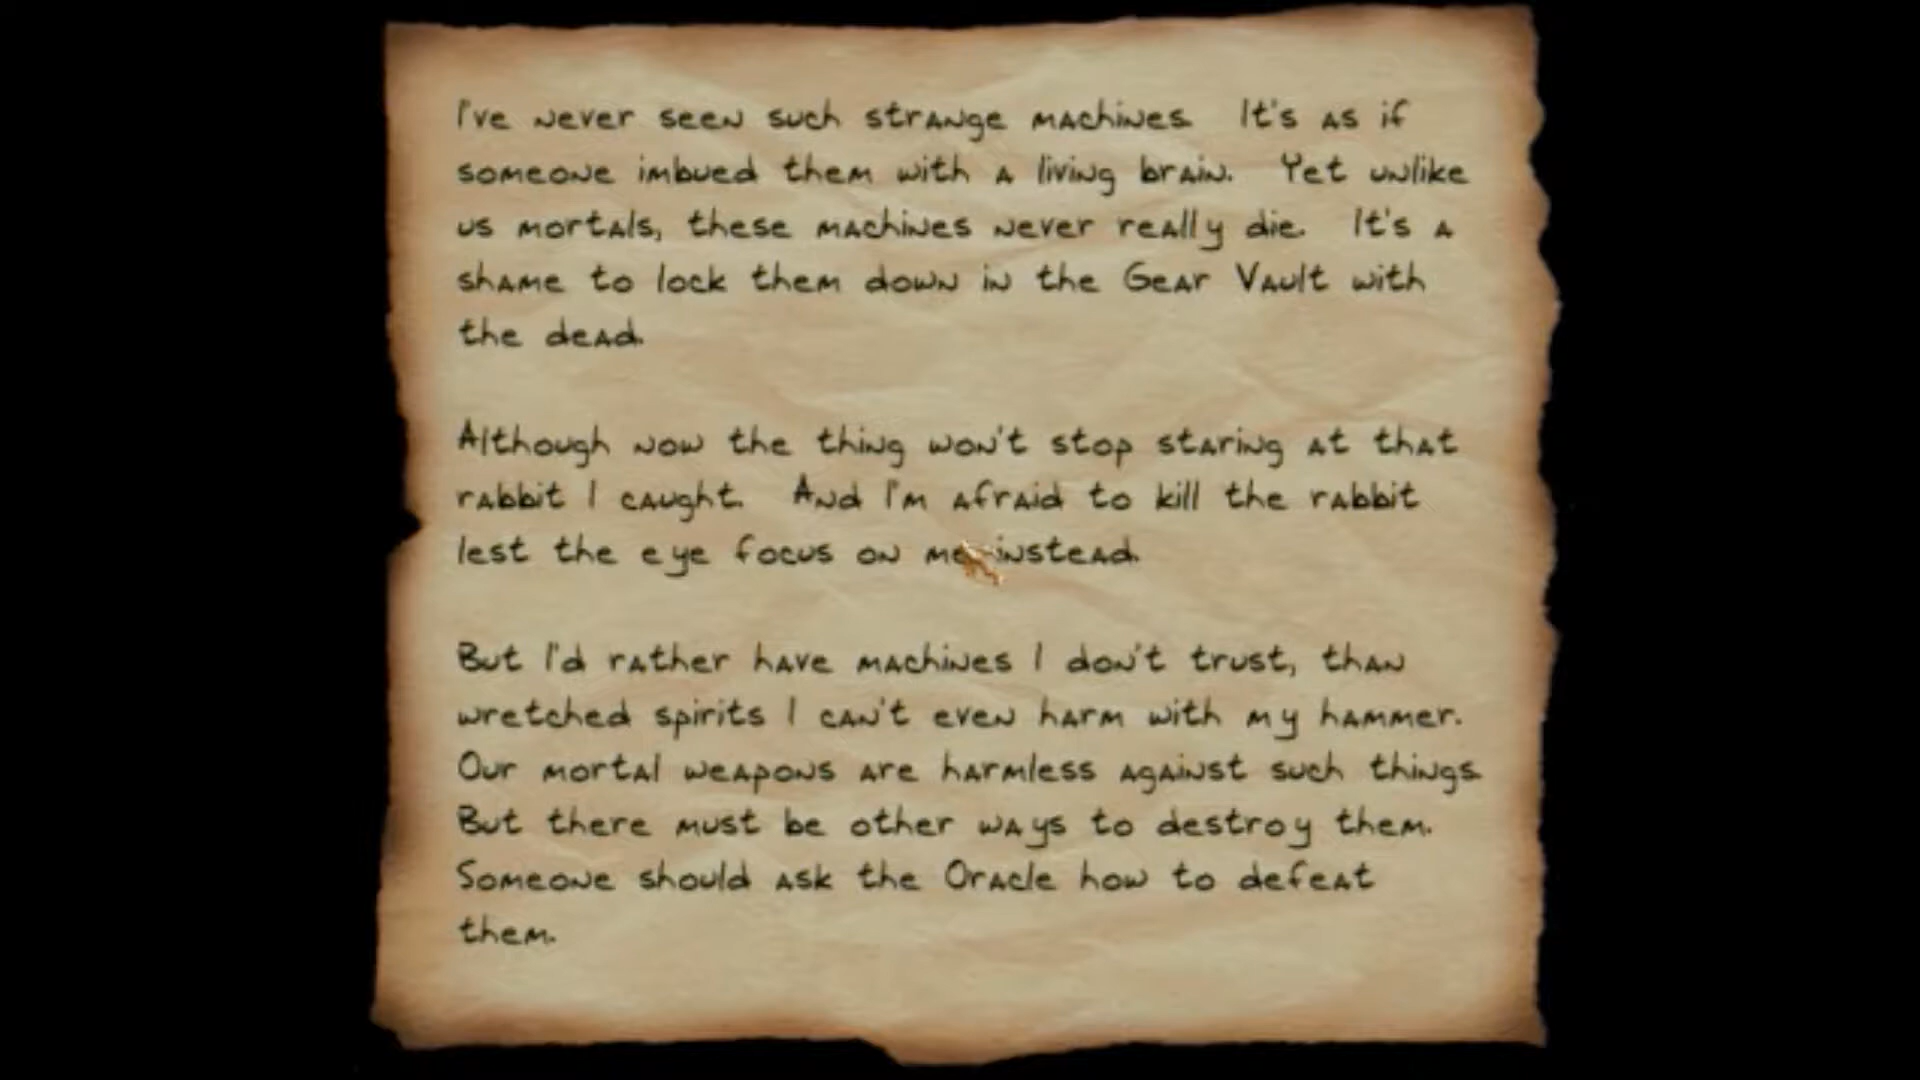 I've never seen such strange machines. It's as if
someone imbued them with a living brain. Yet unlike
us mortals, these machines never really die. It's a
shame to lock them down in the Gear Vault with
the dead.
Although now the thing won't stop staring at that
rabbit I caught. And I'm afraid to kill the rabbit
lest the eye focus on me instead.
But I'd rather have machines I don't trust, than
wretched spirits I can't even harm with my hammer.
Our mortal weapons are harmless against such things.
But there must be other ways to destroy them.
Someone should ask the Oracle how to defeat
them.